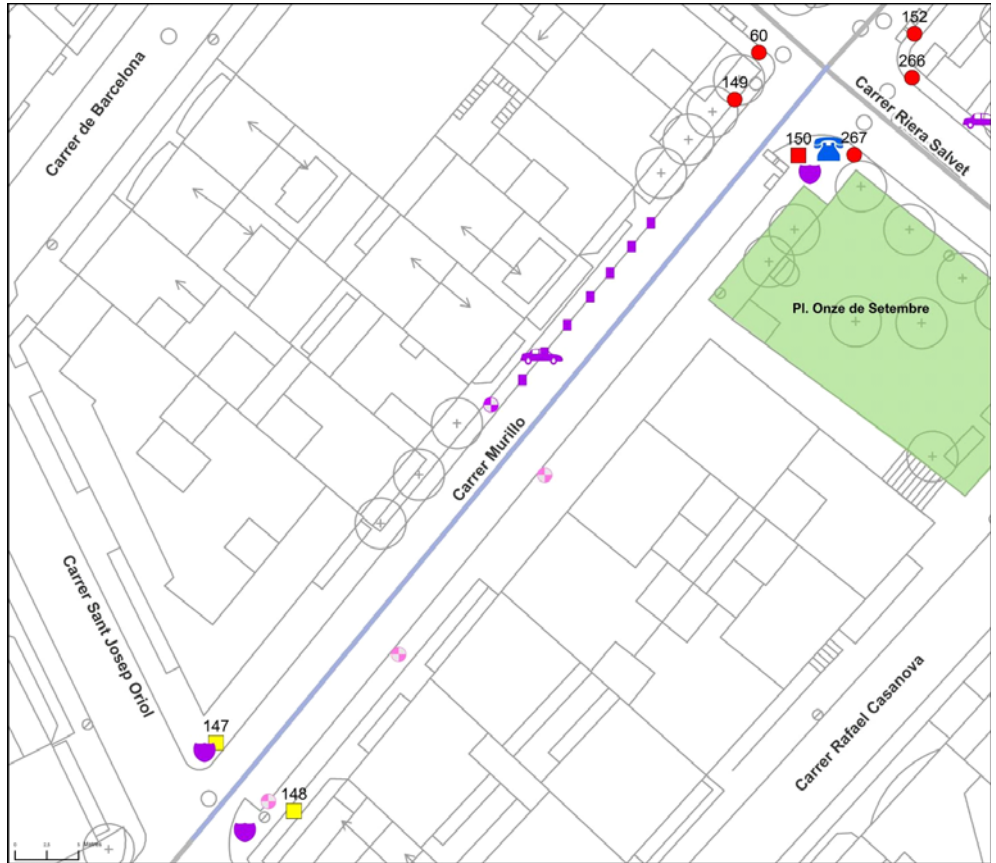 152
60
266
149
Carrer de Barcelona
Carrer Riera Salvet
150
267
Pl. Onze de Setembre
Carrer Murillo
Carrer Sant Josep Oriol
Carrer Rafael Casanova
147
148